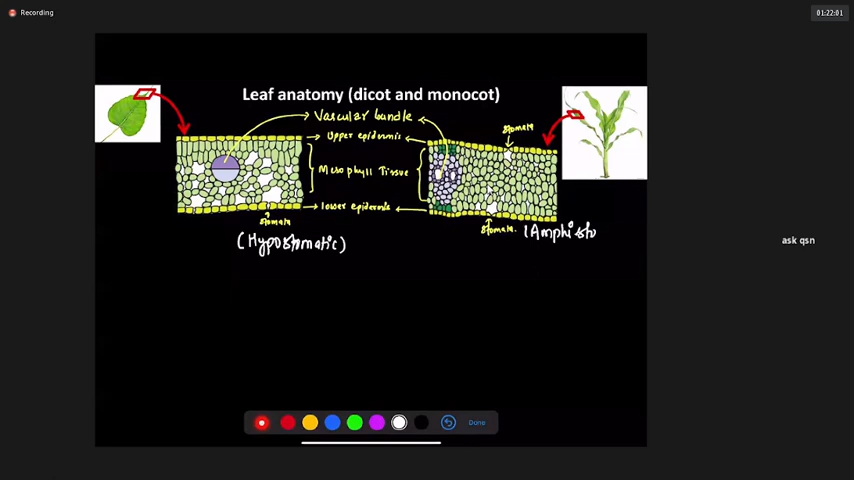 Recording
01:22:01
Leaf anatomy (dicot and monocot)
Vascular bundle
Upper epidermis
stomata
Mesophyll Tissue
lower epidermis
stomata
stomata.
(Hypostomatic)
(Amphisto
ask qsn
Done